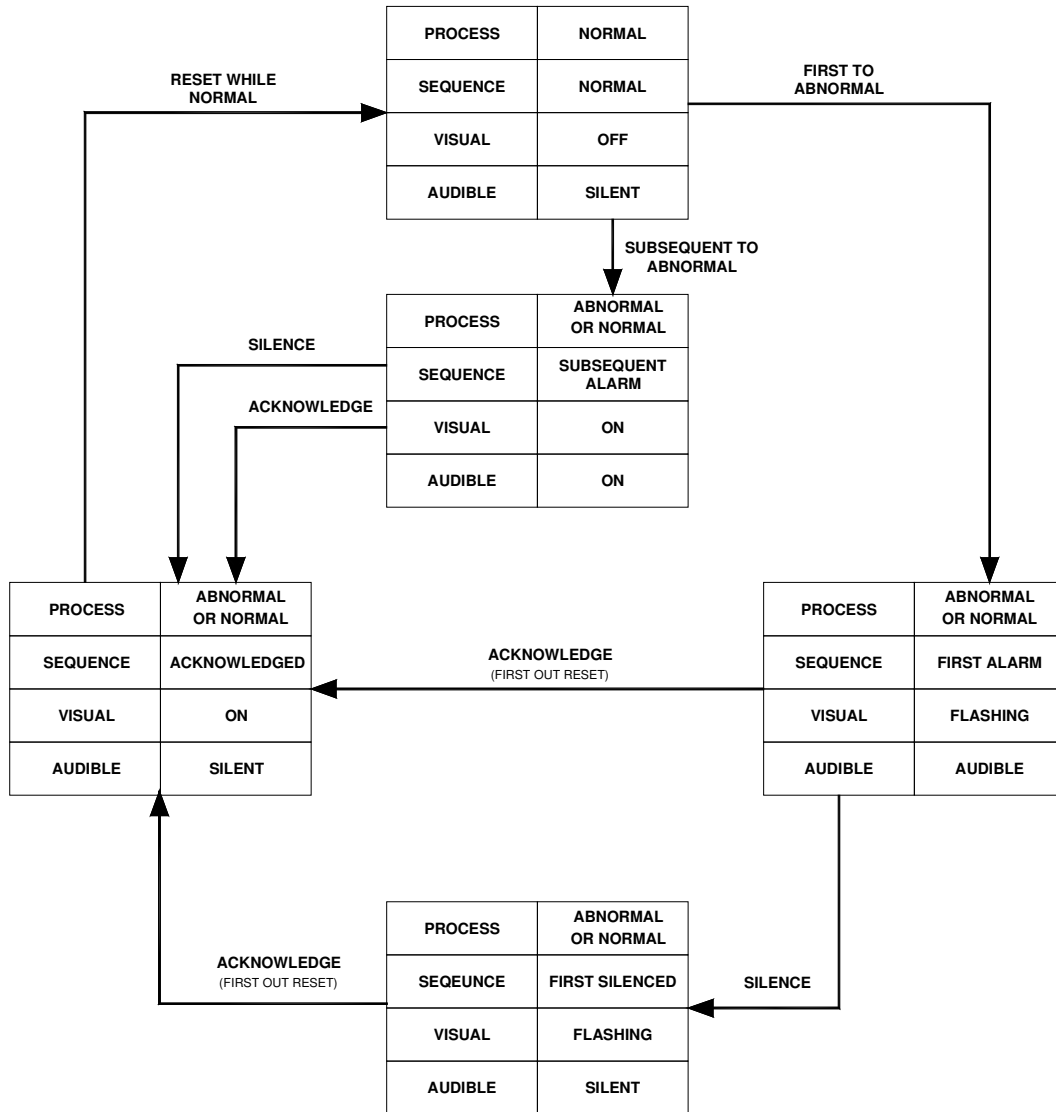 PROCESS NORMAL
RESET WHILE
NORMAL
FIRST TO
ABNORMAL
SEQUENCE NORMAL
VISUAL OFF
AUDIBLE SILENT
SUBSEQUENT TO
ABNORMAL
PROCESS ABNORMAL
OR NORMAL
SILENCE
SEQUENCE SUBSEQUENT
ALARM
ACKNOWLEDGE
VISUAL ON
AUDIBLE ON
PROCESS ABNORMAL
OR NORMAL
SEQUENCE ACKNOWLEDGED
VISUAL ON
AUDIBLE SILENT
ACKNOWLEDGE
(FIRST OUT RESET)
PROCESS ABNORMAL
OR NORMAL
SEQUENCE FIRST ALARM
VISUAL FLASHING
AUDIBLE AUDIBLE
ACKNOWLEDGE
(FIRST OUT RESET)
PROCESS ABNORMAL
OR NORMAL
SEQEUNCE FIRST SILENCED
VISUAL FLASHING
AUDIBLE SILENT
SILENCE